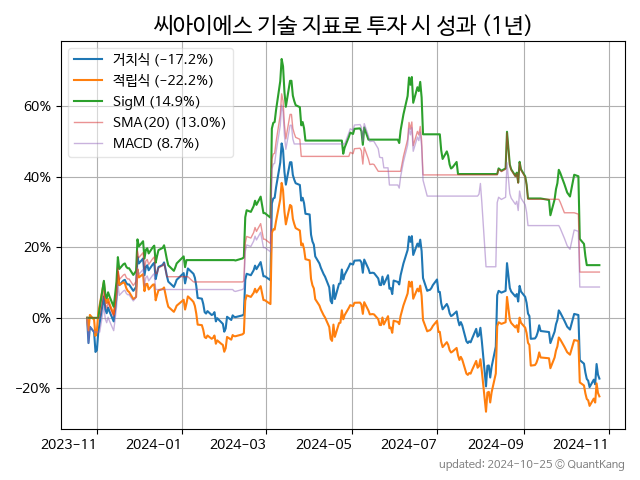 씨아이에스 기술 지표로 투자 시 성과 (1년)
거치식 (−17.2%)
적립식 (−22.2%)
SigM (14.9%)
SMA(20) (13.0%)
MACD (8.7%)
60%
40%
20%
0%
−20%
2023−11 2024−01 2024−03 2024−05 2024−07 2024−09 2024−11
updated: 2024-10-25 © QuantKang